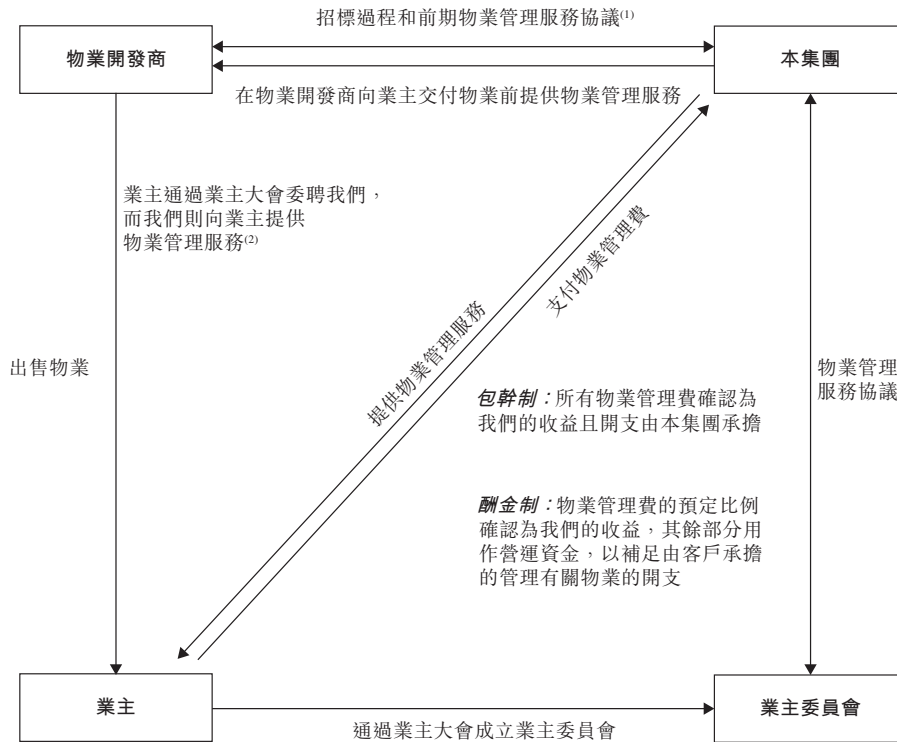 招標過程和前期物業管理服務協議⁽¹⁾
物業開發商
本集團
在物業開發商向業主交付物業前提供物業管理服務
業主通過業主大會委聘我們，
而我們則向業主提供
物業管理服務⁽²⁾
支付物業管理費
提供物業管理服務
出售物業
物業管理
服務協議
包幹制：所有物業管理費確認為
我們的收益且開支由本集團承擔
酬金制：物業管理費的預定比例
確認為我們的收益，其餘部分用
作營運資金，以補足由客戶承擔
的管理有關物業的開支
業主
業主委員會
通過業主大會成立業主委員會